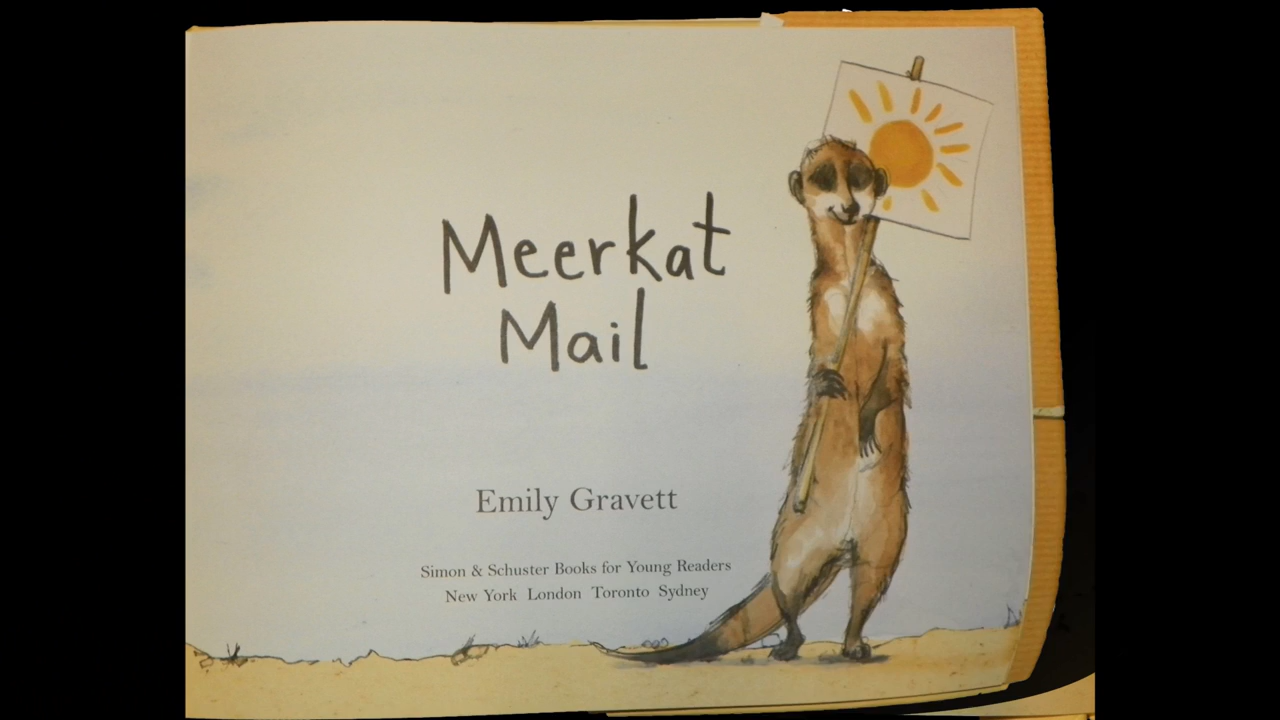 Meerkat
Mail
Emily Gravett
Simon & Schuster Books for Young Readers
New York London Toronto Sydney